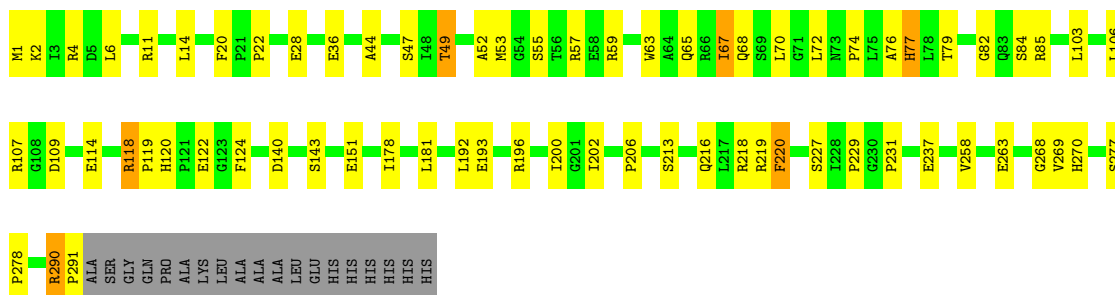 M1 K2 I3 R4 D5 L6 R11 L14 F20 P21 P22 E28 E36 A44 S47 I48 T49 A52 M53 G54 S55 T56 R57 E58 R59 W63 A64 Q65 R66 I67 Q68 S69 L70 G71 L72 N73 P74 L75 A76 H77 L78 T79 G82 Q83 S84 R85 L103 L106
R107 G108 D109 E114 R118 P119 H120 P121 E122 G123 F124 D140 S143 E151 I178 L181 L192 E193 R196 I200 G201 I202 P206 S213 Q216 L217 R218 R219 F220 S227 I228 P229 G230 P231 E237 V258 E263 G268 V269 H270 S277
P278 R290 P291 ALA SER GLY GLN PRO ALA LYS LEU ALA ALA ALA LEU GLU HIS HIS HIS HIS HIS HIS